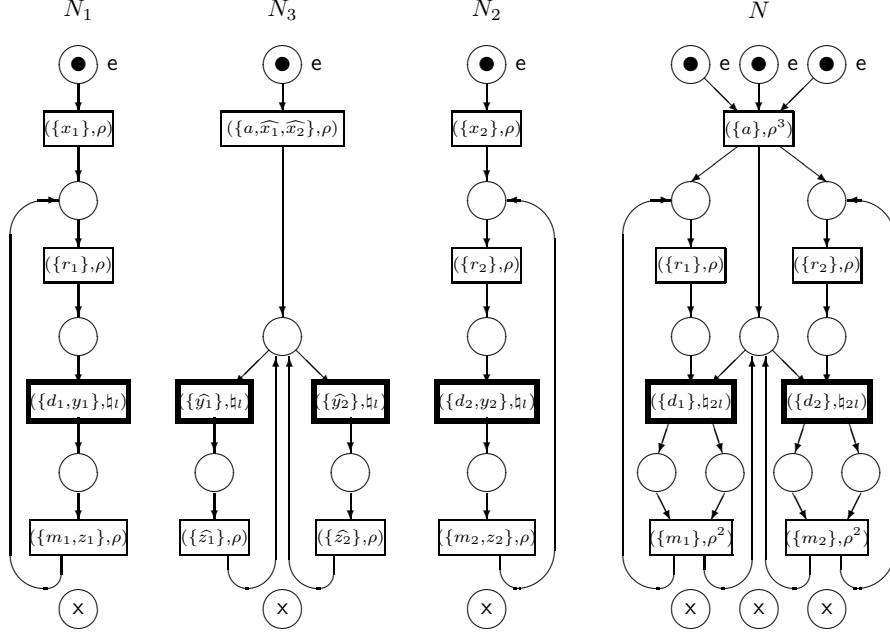 N₁ N₃ N₂ N
e e e e e e
({x₁},ρ) ({a,x̂₁,x̂₂},ρ) ({x₂},ρ) ({a},ρ³)
({r₁},ρ) ({r₂},ρ) ({r₁},ρ) ({r₂},ρ)
({d₁,y₁},♮ₗ) ({ŷ₁},♮ₗ) ({ŷ₂},♮ₗ) ({d₂,y₂},♮ₗ) ({d₁},♮₂ₗ) ({d₂},♮₂ₗ)
({m₁,z₁},ρ) ({ẑ₁},ρ) ({ẑ₂},ρ) ({m₂,z₂},ρ) ({m₁},ρ²) ({m₂},ρ²)
x x x x x x